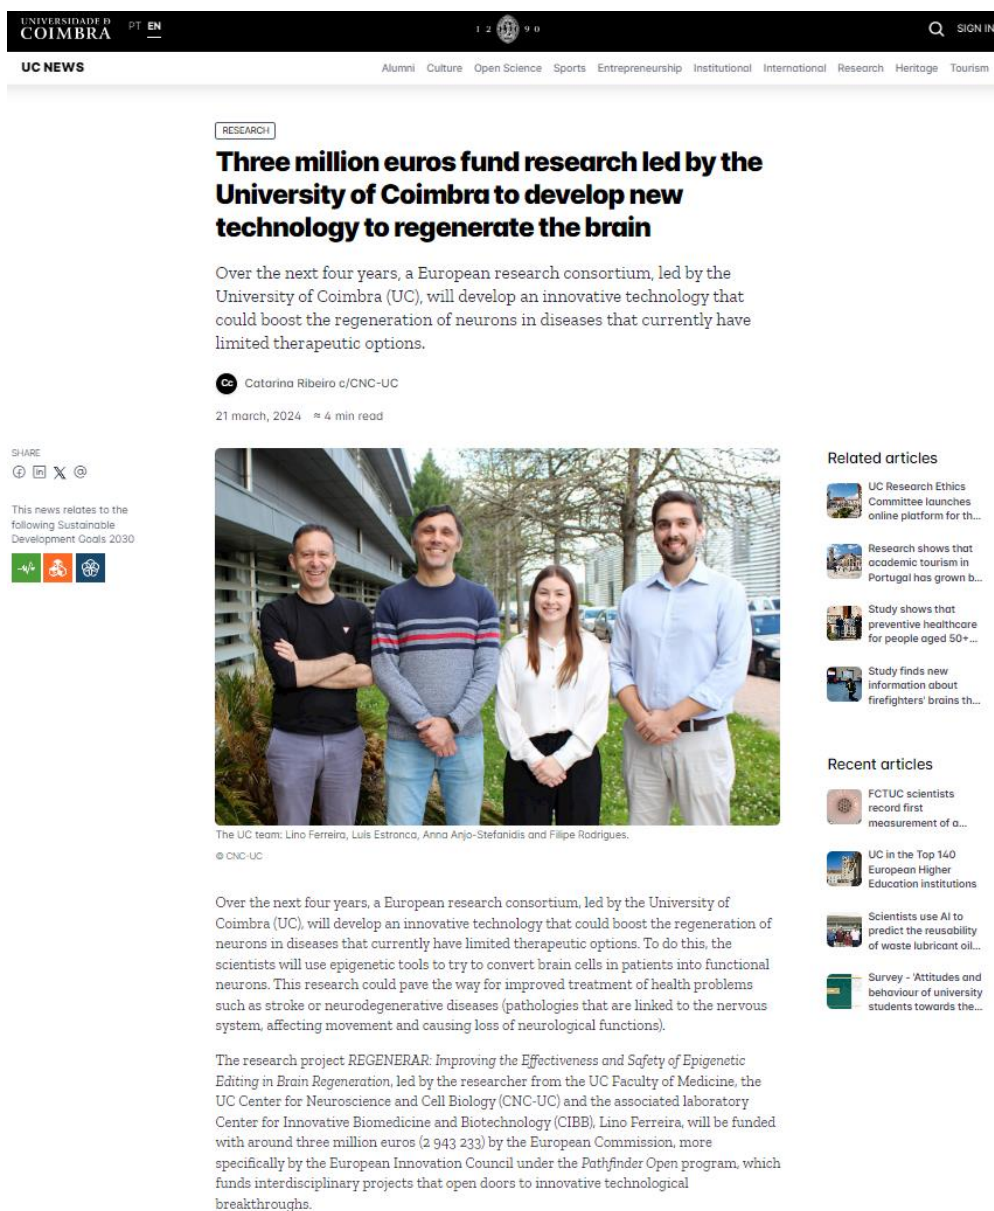 UNIVERSIDADE D
COIMBRA
PT EN
1 2 9 0
SIGN IN
UC NEWS
Alumni Culture Open Science Sports Entrepreneurship Institutional International Research Heritage Tourism
RESEARCH
Three million euros fund research led by the
University of Coimbra to develop new
technology to regenerate the brain
Over the next four years, a European research consortium, led by the
University of Coimbra (UC), will develop an innovative technology that
could boost the regeneration of neurons in diseases that currently have
limited therapeutic options.
Cc Catarina Ribeiro c/CNC-UC
21 march, 2024 ≈ 4 min read
SHARE
This news relates to the
following Sustainable
Development Goals 2030
The UC team: Lino Ferreira, Luís Estronca, Anna Anjo-Stefanidis and Filipe Rodrigues.
© CNC-UC
Over the next four years, a European research consortium, led by the University of
Coimbra (UC), will develop an innovative technology that could boost the regeneration of
neurons in diseases that currently have limited therapeutic options. To do this, the
scientists will use epigenetic tools to try to convert brain cells in patients into functional
neurons. This research could pave the way for improved treatment of health problems
such as stroke or neurodegenerative diseases (pathologies that are linked to the nervous
system, affecting movement and causing loss of neurological functions).
The research project REGENERAR: Improving the Effectiveness and Safety of Epigenetic
Editing in Brain Regeneration, led by the researcher from the UC Faculty of Medicine, the
UC Center for Neuroscience and Cell Biology (CNC-UC) and the associated laboratory
Center for Innovative Biomedicine and Biotechnology (CIBB), Lino Ferreira, will be funded
with around three million euros (2 943 233) by the European Commission, more
specifically by the European Innovation Council under the Pathfinder Open program, which
funds interdisciplinary projects that open doors to innovative technological
breakthroughs.
Related articles
UC Research Ethics
Committee launches
online platform for th...
Research shows that
academic tourism in
Portugal has grown b...
Study shows that
preventive healthcare
for people aged 50+...
Study finds new
information about
firefighters' brains th...
Recent articles
FCTUC scientists
record first
measurement of a...
UC in the Top 140
European Higher
Education institutions
Scientists use AI to
predict the reusability
of waste lubricant oil...
Survey - 'Attitudes and
behaviour of university
students towards the...